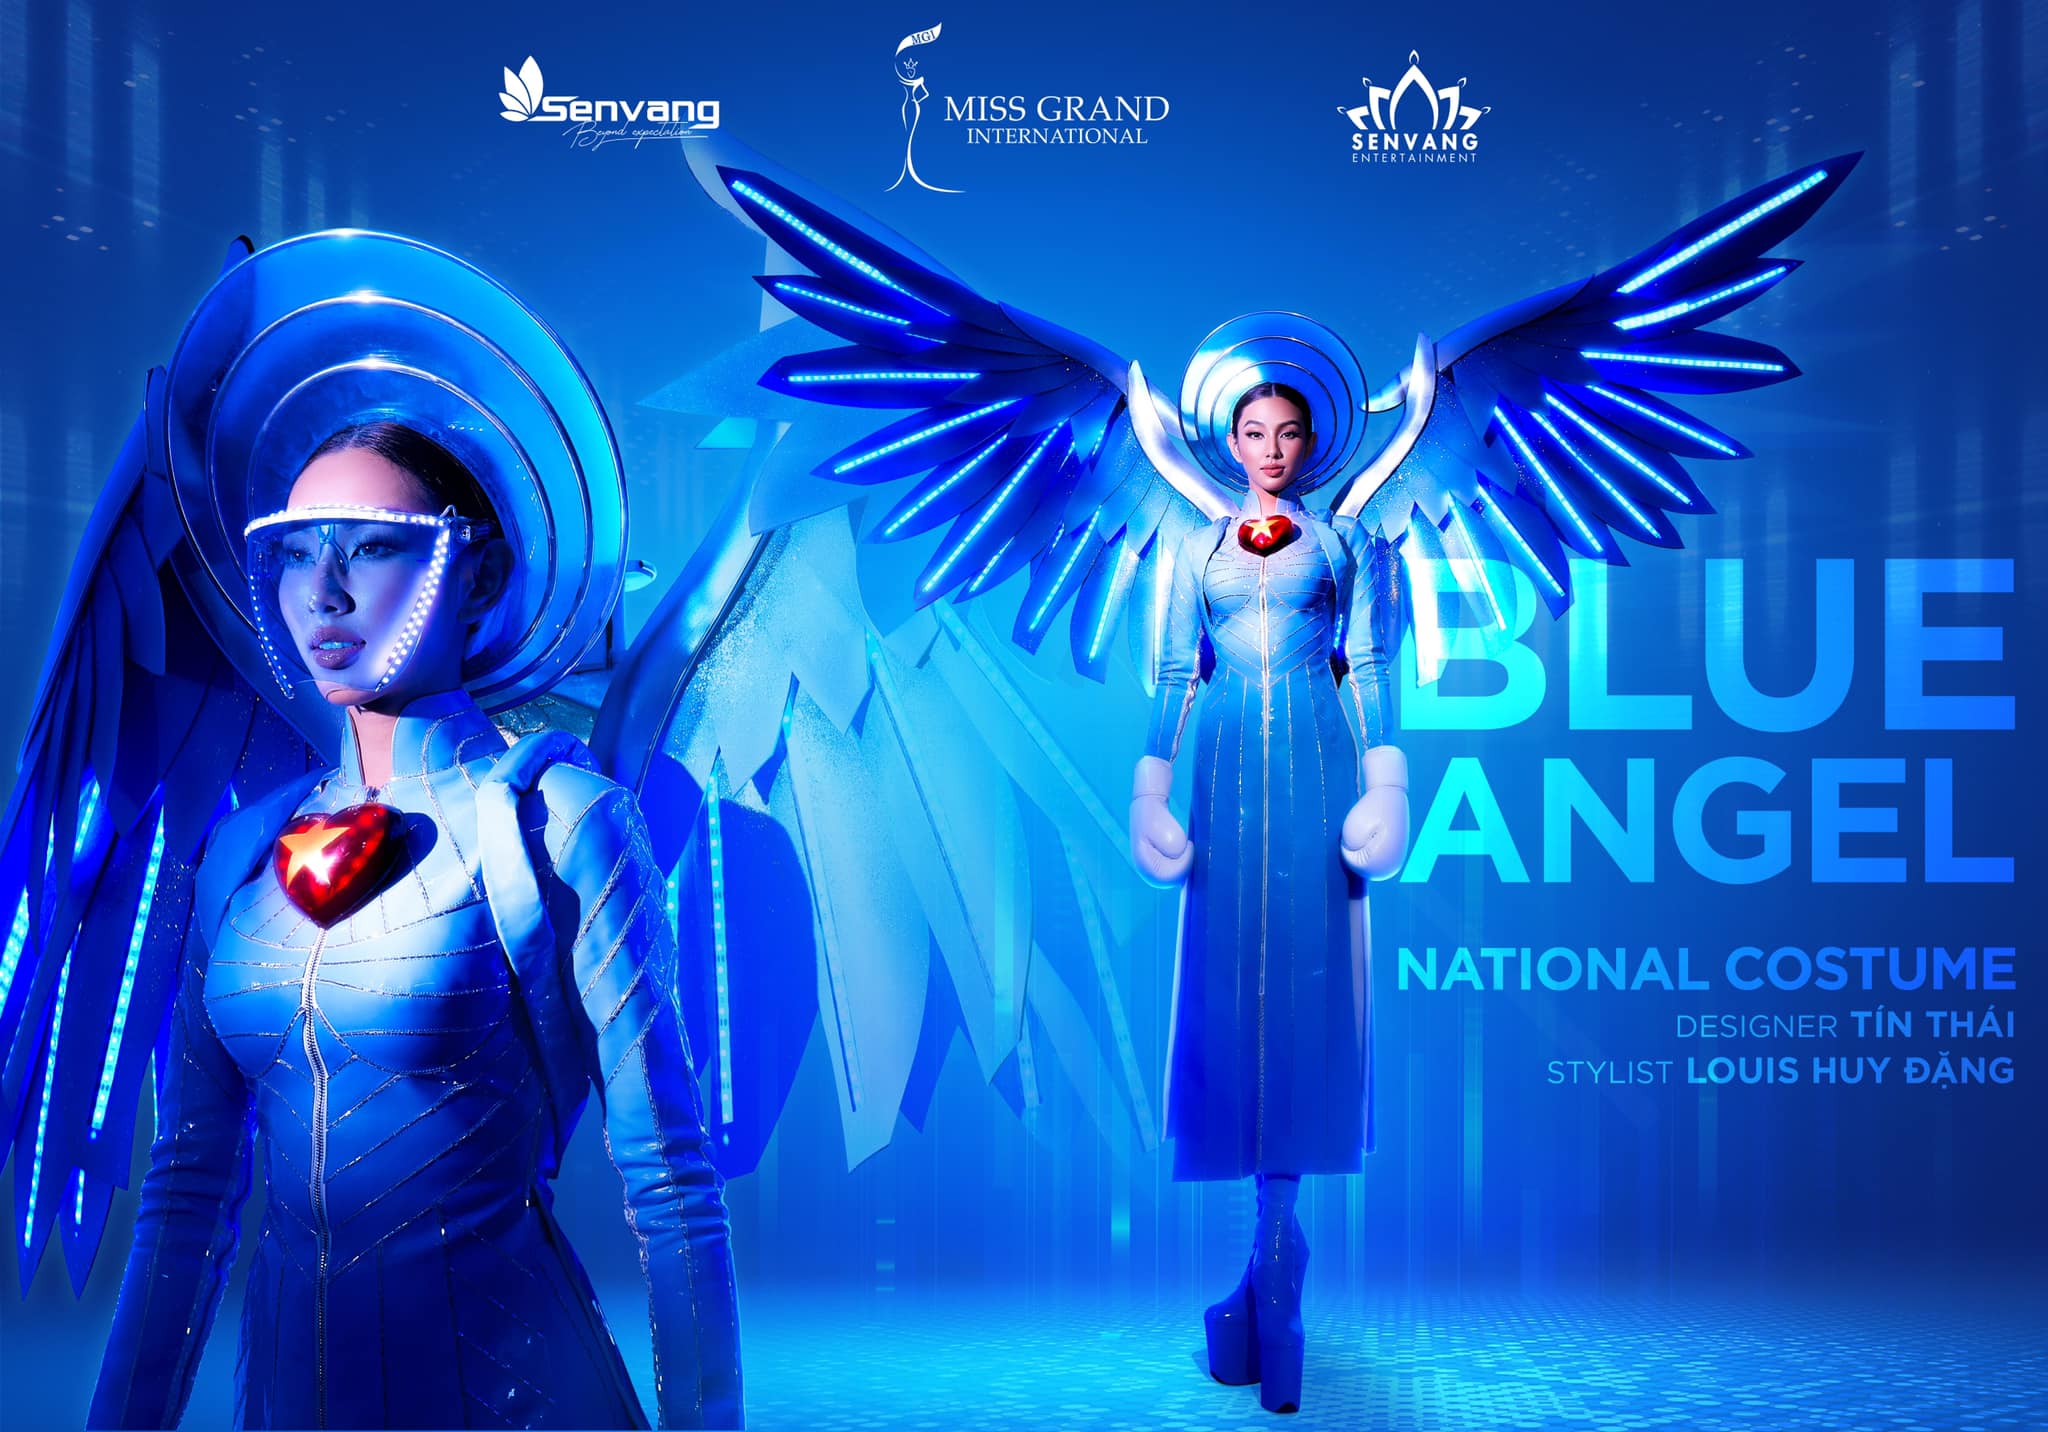 Senvang
Beyond expectation
MGI
MISS GRAND
INTERNATIONAL
SENVANG
ENTERTAINMENT
BLUE
ANGEL
NATIONAL COSTUME
DESIGNER TÍN THÁI
STYLIST LOUIS HUY ĐẶNG